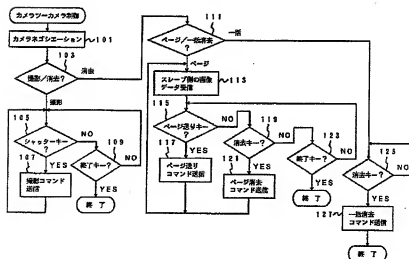 カメラツーカメラ制御
カメラネゴシエーション
101
103
撮影/消去?
消去
撮影
105
シャッターキー
?
NO
YES
107
撮影コマンド
送信
109
終了キー?
NO
YES
終了
111
ページ/一括消去
?
一括
ページ
スレーブ側の画像
データ受信
113
115
ページ送りキー
?
NO
YES
117
ページ送り
コマンド送信
119
消去キー?
NO
YES
121
ページ消去
コマンド送信
123
終了キー?
NO
YES
終了
125
消去キー?
NO
YES
127
一括消去
コマンド送信
終了